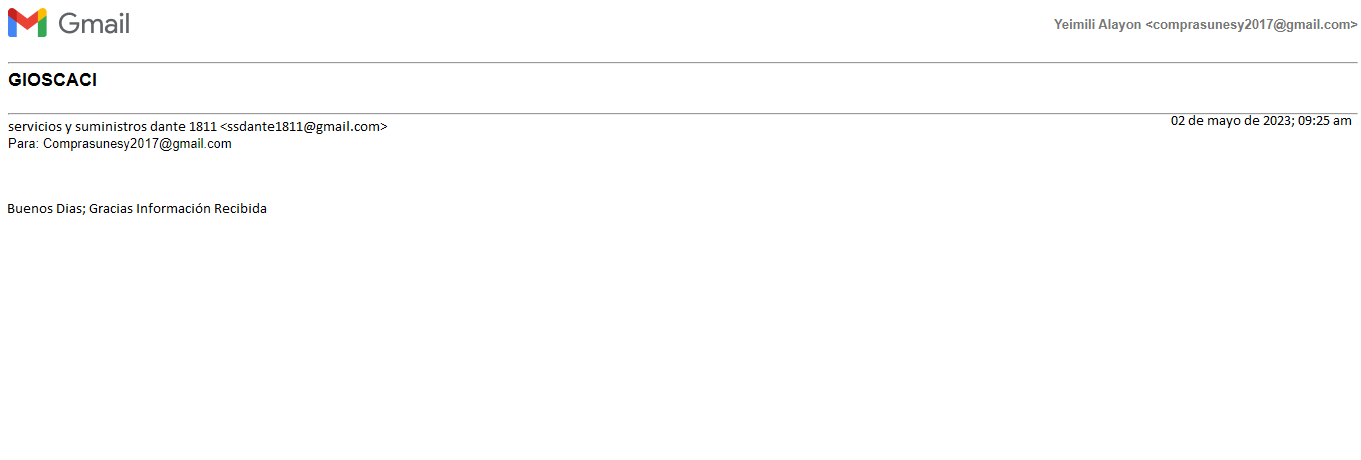 Gmail
Yeimili Alayon <comprasunesy2017@gmail.com>
GIOSCACI
servicios y suministros dante 1811 <ssdante1811@gmail.com>
02 de mayo de 2023; 09:25 am
Para: Comprasunesy2017@gmail.com
Buenos Dias; Gracias Información Recibida